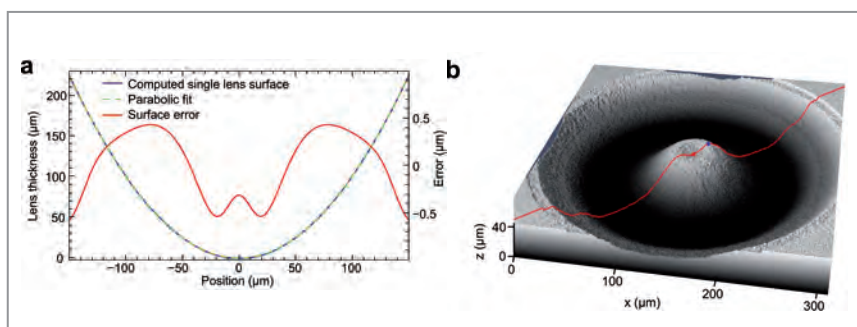 a
Computed single lens surface
Parabolic fit
Surface error
Lens thickness (µm)
200
150
100
50
0
0.5
0
−0.5
Error (µm)
−100
−50
0
50
100
Position (µm)
b
z (µm)
40
0
0
100
200
300
x (µm)